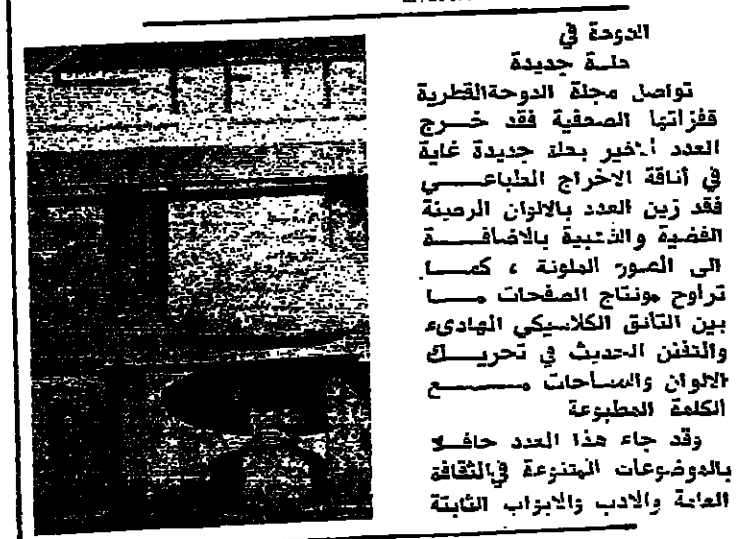 الدوحة في
حلة جديدة
تواصل مجلة الدوحة القطرية
قفزاتها الصحفية فقد خرج
العدد الاخير بحلة جديدة غاية
في أناقة الاخراج الطباعي
فقد زين العدد بالالوان الرصينة
الفضية والذهبية بالاضافة
الى الصور الملونة ، كما
تراوح مونتاج الصفحات ما
بين التأنق الكلاسيكي الهادىء
والتفنن الحديث في تحريك
الالوان والمساحات مع
الكلمة المطبوعة
وقد جاء هذا العدد حافلا
بالموضوعات المتنوعة في الثقافة
العامة والادب والابواب الثابتة